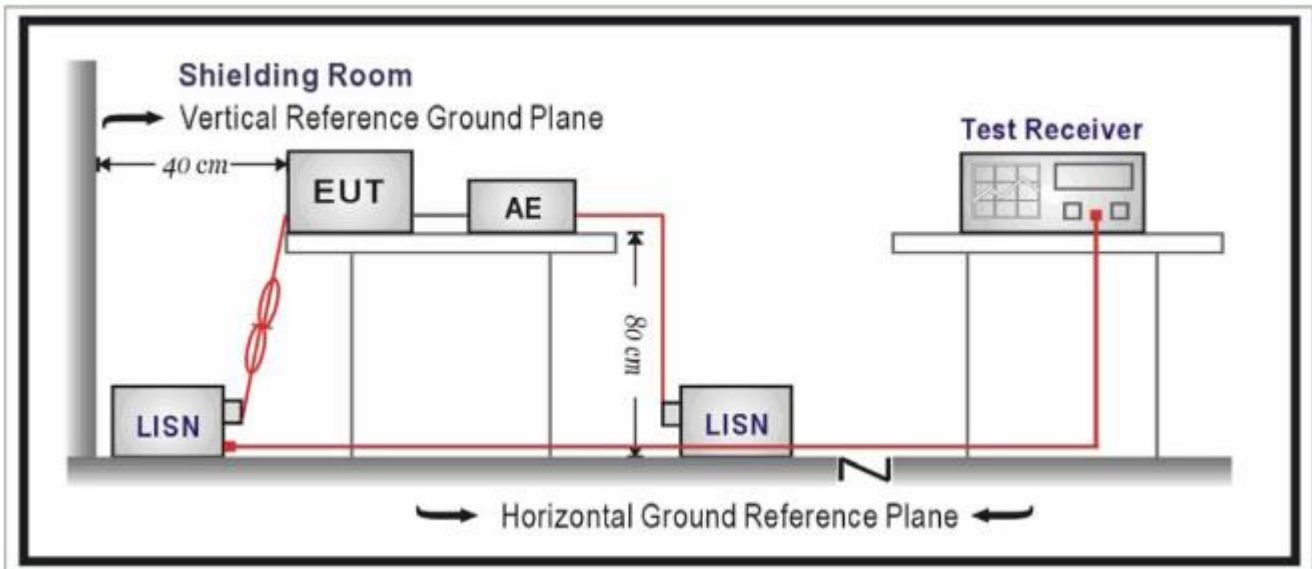 Shielding Room
Vertical Reference Ground Plane
40 cm
Test Receiver
EUT
AE
80 cm
LISN
LISN
Horizontal Ground Reference Plane